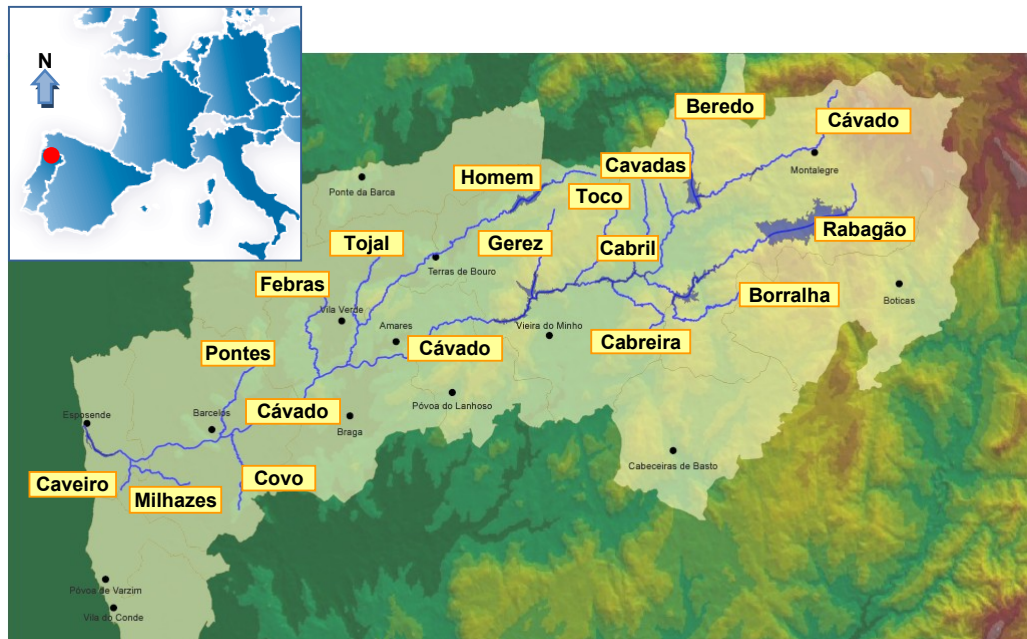 N
Beredo
Cávado
Montalegre
Cavadas
Homem
Ponte da Barca
Toco
Rabagão
Tojal
Gerez
Cabril
Terras de Bouro
Febras
Borralha
Boticas
Vila Verde
Amares
Vieira do Minho
Cabreira
Pontes
Cávado
Póvoa do Lanhoso
Cávado
Esposende
Barcelos
Braga
Cabeceiras de Basto
Caveiro
Milhazes
Covo
Póvoa de Varzim
Vila do Conde